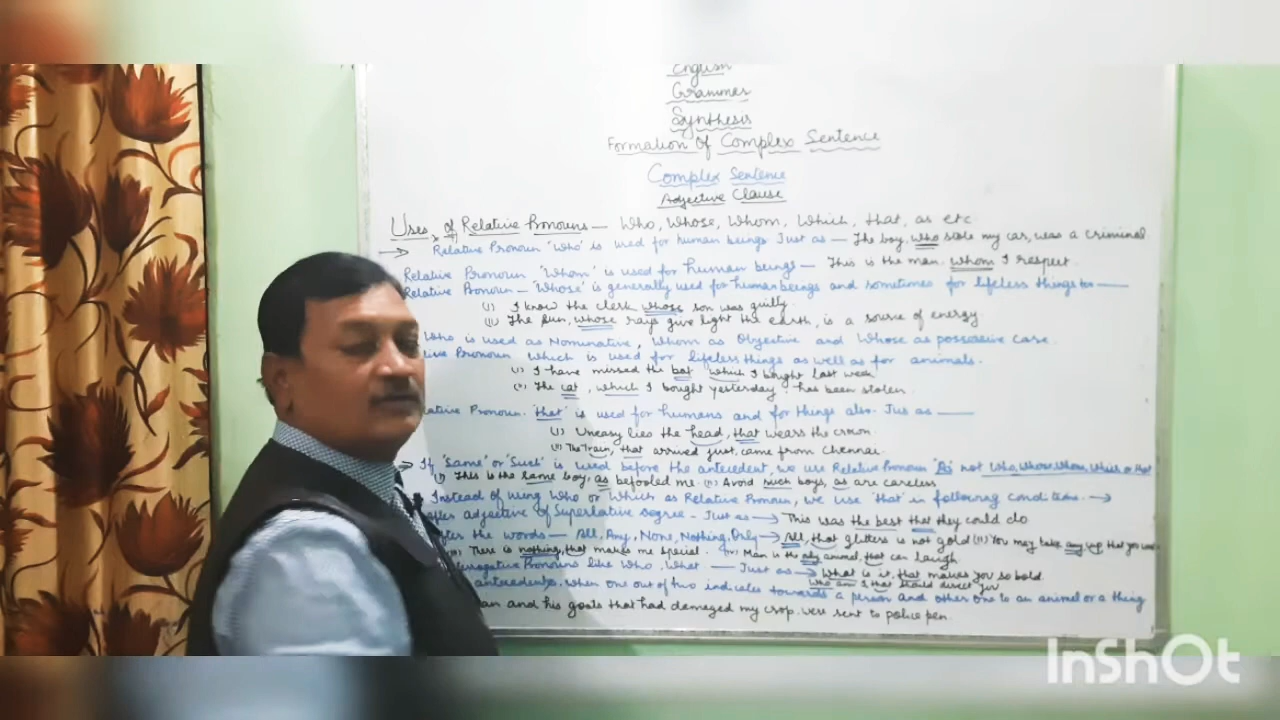 English
Grammer
Synthesis
Formation Of Complex Sentence
Complex Sentence
Adjective Clause
Uses of Relative Pronouns — Who, Whose, Whom, Which, that, as etc
Relative Pronoun 'Who' is used for human beings Just as — The boy, who stole my car, was a criminal
Relative Pronoun 'Whom' is used for human beings — This is the man whom I respect.
Relative Pronoun — 'Whose' is generally used for human beings and sometimes for lifeless things too —
(i) I know the clerk whose son was guilty.
(ii) The Sun, whose rays give light the earth, is a source of energy.
Who is used as Nominative, Whom as Objective and Whose as possessive case.
Pronoun which is used for lifeless things as well as for animals.
(i) I have missed the bat which I bought last week
(ii) The cat, which I bought yesterday, has been stolen.
Pronoun 'that' is used for humans and for things also. Jus as —
(i) Uneasy lies the head, that wears the crown.
(ii) The Train, that arrived just, came from Chennai.
If 'Same' or 'Such' is used before the antecedent, we use Relative Pronoun 'As' not Who, Whose Whom, Which or that
(i) This is the same boy, as befooled me. (ii) Avoid such boys, as are careless
Instead of using Who or Which as Relative Pronoun, we use 'that' in following conditions. →
after adjective of Superlative degree — Just as → This was the best that they could do
the words — All, Any, None, Nothing, Only → All, that glitters is not gold (ii) You may take any that you
There is nothing, that makes me special. (iv) Man is the only animal, that can laugh
Pronouns like Who, What — Just as → What is it, that makes you so bold.
Who am I that should direct you
antecedents, when one out of two indicates towards a person and other one to an animal or a thing
and his goats that had damaged my crop were sent to police pen.
InShOt